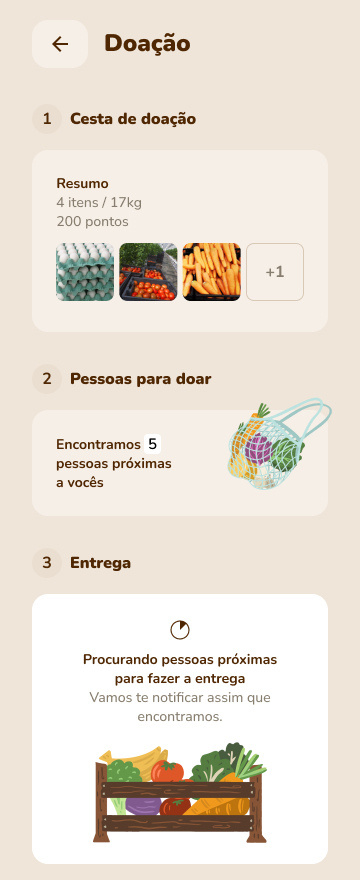 Doação
1 Cesta de doação
Resumo
4 itens / 17kg
200 pontos
+1
2 Pessoas para doar
Encontramos 5
pessoas próximas
a vocês
3 Entrega
Procurando pessoas próximas
para fazer a entrega
Vamos te notificar assim que
encontramos.